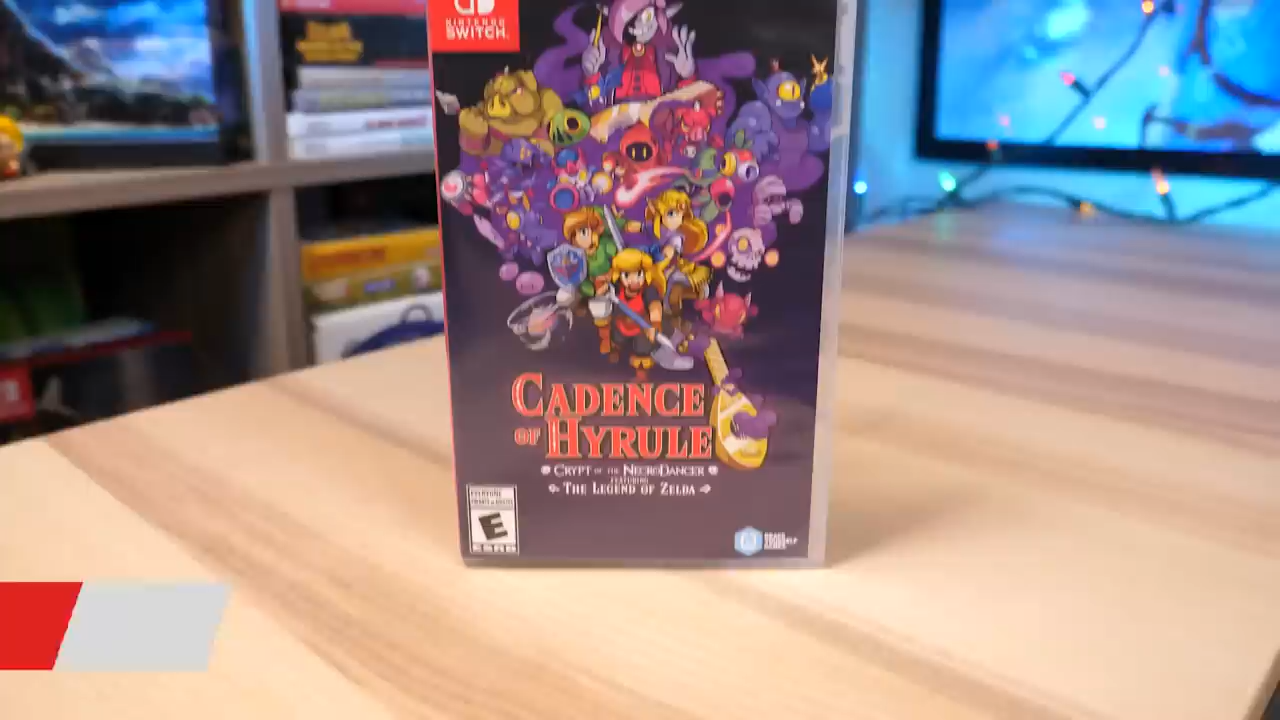 NINTENDO
SWITCH
CADENCE
OF HYRULE
CRYPT OF THE NECRODANCER
FEATURING
THE LEGEND OF ZELDA
EVERYONE
E
ESRB